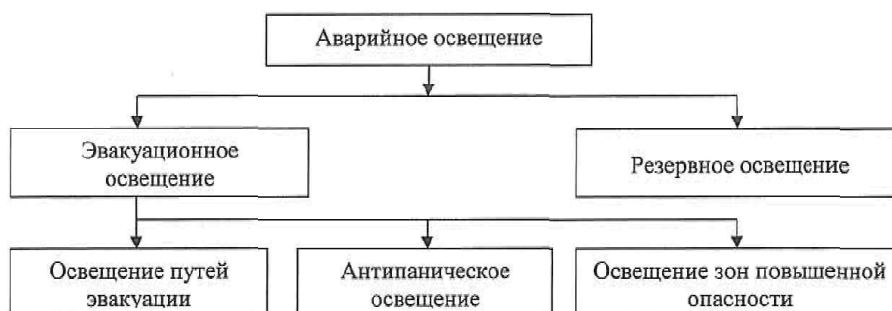 Аварийное освещение
Эвакуационное
освещение
Резервное освещение
Освещение путей
эвакуации
Антипаническое
освещение
Освещение зон повышенной
опасности